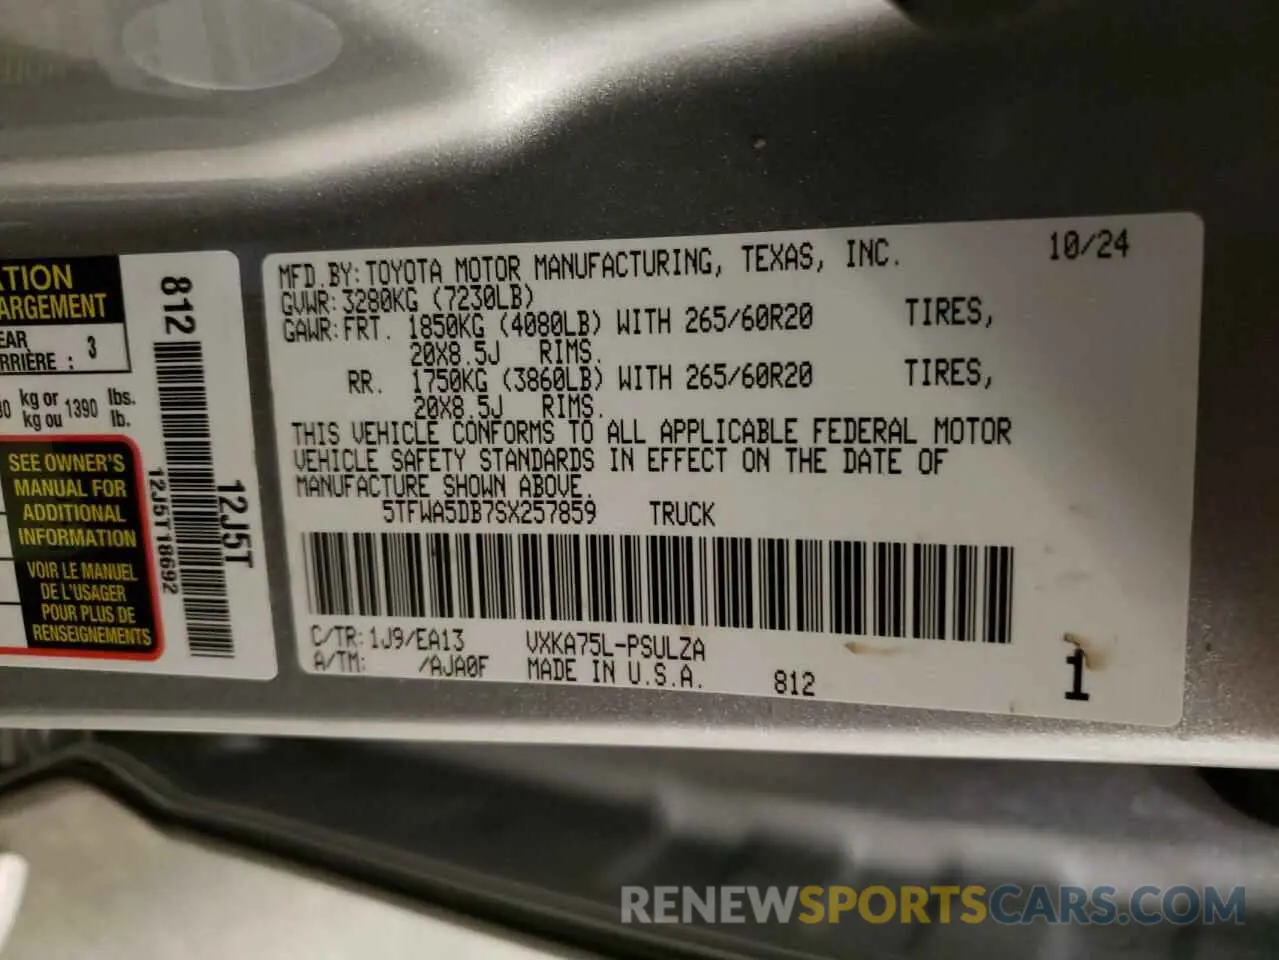 ATION
ARGEMENT
EAR
RRIÈRE : 3
kg or 1390 lbs.
kg ou lb.
SEE OWNER'S
MANUAL FOR
ADDITIONAL
INFORMATION
VOIR LE MANUEL
DE L'USAGER
POUR PLUS DE
RENSEIGNEMENTS
812
12J5T18692
12J5T
MFD.BY:TOYOTA MOTOR MANUFACTURING, TEXAS, INC. 10/24
GVWR:3280KG (7230LB)
GAWR:FRT. 1850KG (4080LB) WITH 265/60R20 TIRES,
20X8.5J RIMS.
RR. 1750KG (3860LB) WITH 265/60R20 TIRES,
20X8.5J RIMS.
THIS VEHICLE CONFORMS TO ALL APPLICABLE FEDERAL MOTOR
VEHICLE SAFETY STANDARDS IN EFFECT ON THE DATE OF
MANUFACTURE SHOWN ABOVE.
5TFWA5DB7SX257859 TRUCK
C/TR:1J9/EA13 VXKA75L-PSULZA
A/TM: /AJA0F MADE IN U.S.A. 812 1
RENEWSPORTSCARS.COM